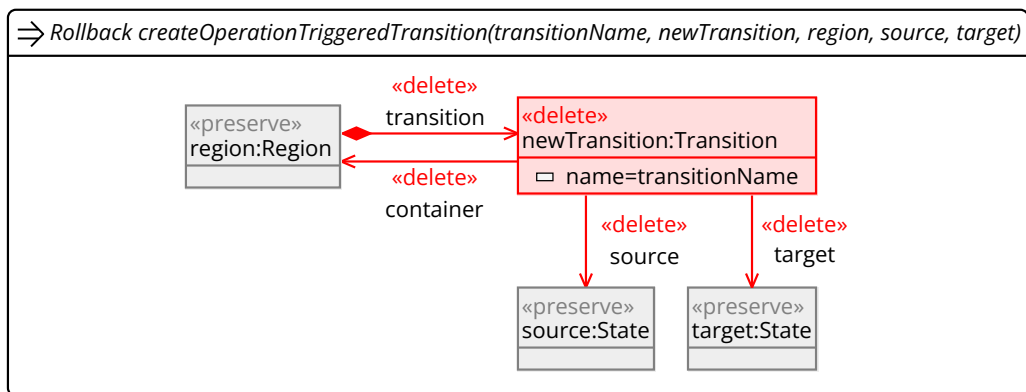 Rollback createOperationTriggeredTransition(transitionName, newTransition, region, source, target)
«delete»
transition
«preserve»
region:Region
«delete»
newTransition:Transition
name=transitionName
«delete»
container
«delete»
source
«delete»
target
«preserve»
source:State
«preserve»
target:State